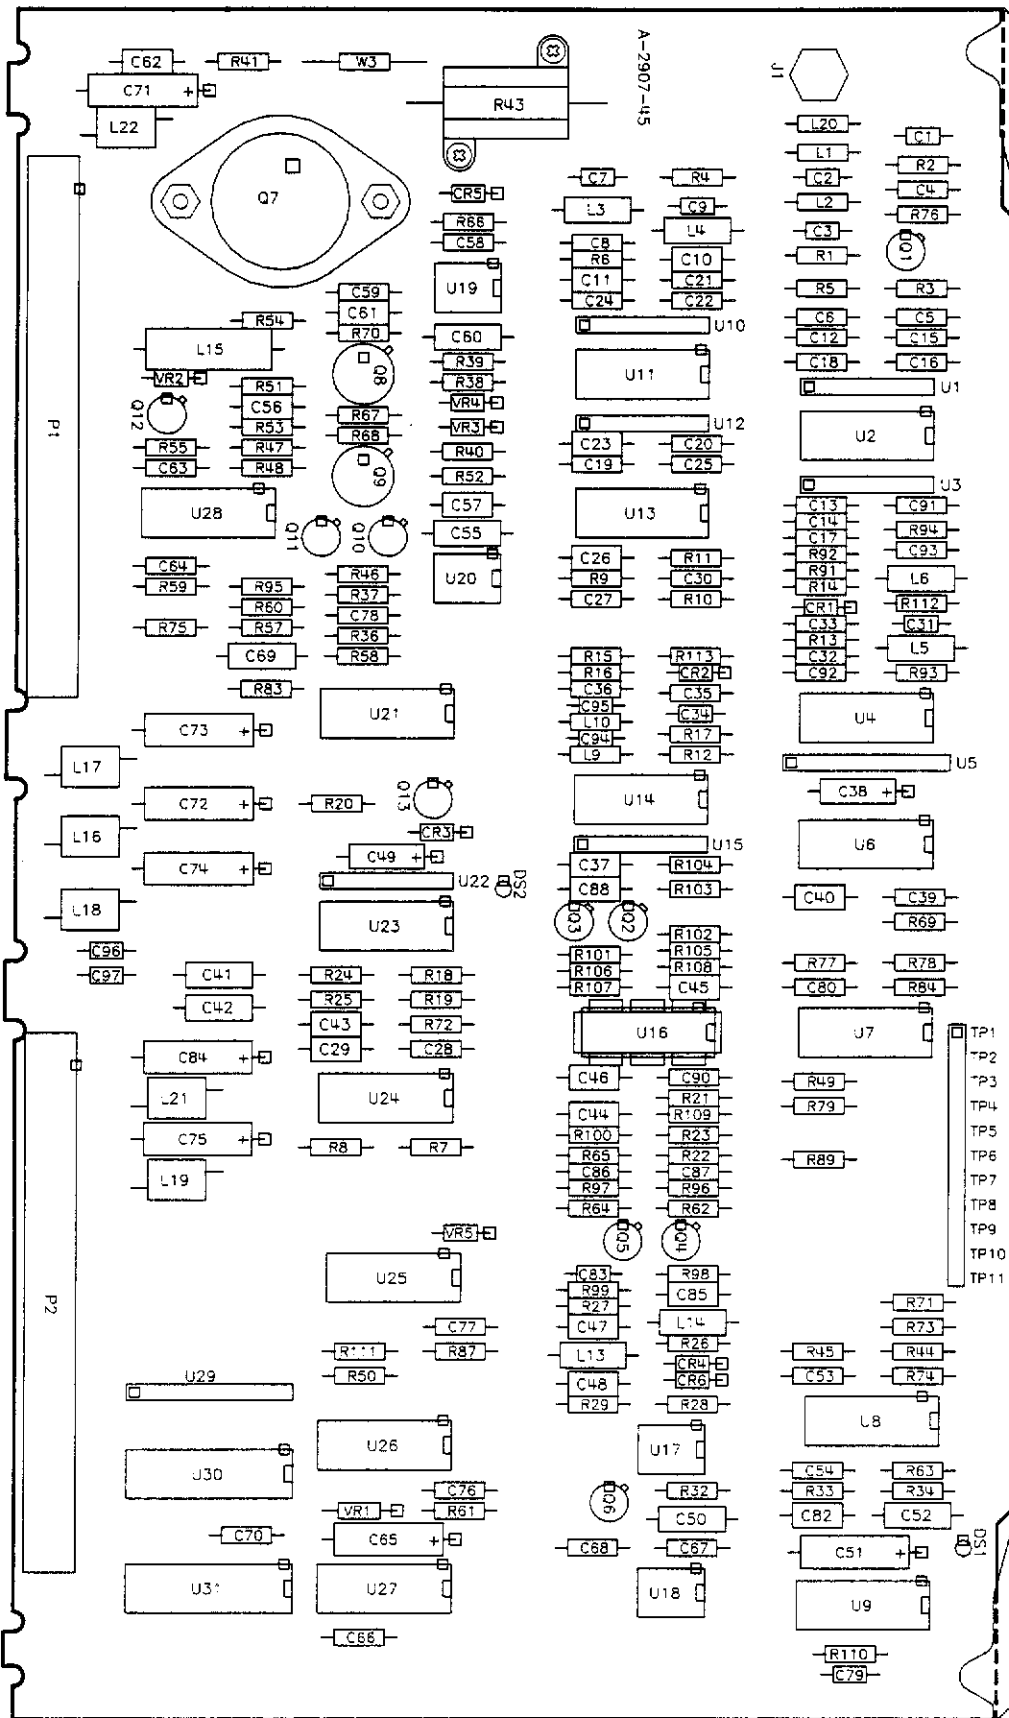 C62 R41 W3 A-2907-45 J1
C71 + R43
L22 L20 C1
L1 R2
Q7 CR5 C7 R4 C2 C4
L3 C9 L2 R76
R66 L4 C3 Q1
C58 C8 C10 R1
R6
U19 C11 C21 R5 R3
C59 C24 C22
C61 C6 C5
R54 R70 U10 C12 C15
L15 C60
R39 U11 C18 C16
VR2 Q8 R38 U1
R51
Q12 C56 R67 VR4 U12 U2
R53 R68 VR3
R55 R47 R40 C23 C20
C63 R48 Q9 R52 C19 C25
U3
P1 U28 C57 U13 C13 C91
Q11 Q10 C55 C14 R94
C17
R92 C93
C64 R46 U20 C26 R11 R91 L6
R59 R95 R37 R9 C30 R14
R60 C78 C27 R10 CR1 R112
R75 R57 R36 C33 C31
R13
C69 R58 R15 R113 C32 L5
R16 CR2 C92 R93
R83 C36 C35
U21 C95 C34 U4
C73 + L10 R17
C94
L17 L9 R12 U5
C72 + R20 Q13 U14 C38 +
L16 CR3 U6
C49 + U15
C74 + C37 R104
U22 DS2 C88 R103 C40 C39
L18 U23 Q3 Q2 R69
C96 R102
R101 R105 R77 R78
C97 C41 R24 R18 R106 R108
R25 R19 R107 C45 C80 R84
C42 C43 R72 U16 U7 TP1
C84 + C29 C28 TP2
C46 C90 R49 TP3
L21 U24 R21 R79 TP4
C44 R109
C75 + R8 R7 R100 R23 TP5
R65 R22 R89 TP6
L19 C86 C87 TP7
R97 R96
R64 R62 TP8
VR5 Q5 Q4 TP9
U25 C83 R98 TP10
R99 C85 TP11
P2 R27 R71
C77 C47 L14 R73
R111 R87 L13 R26 R45 R44
U29 R50 CR4 C53 R74
C48 CR6
R29 R28
U26 U17 U8
U30
C76 R32 C54 R63
VR1 R61 Q6 R33 R34
C50 C82 C52
C70 C65 + C68 C67 C51 + DS1
U31 U27 U18 U9
C66
R110
C79